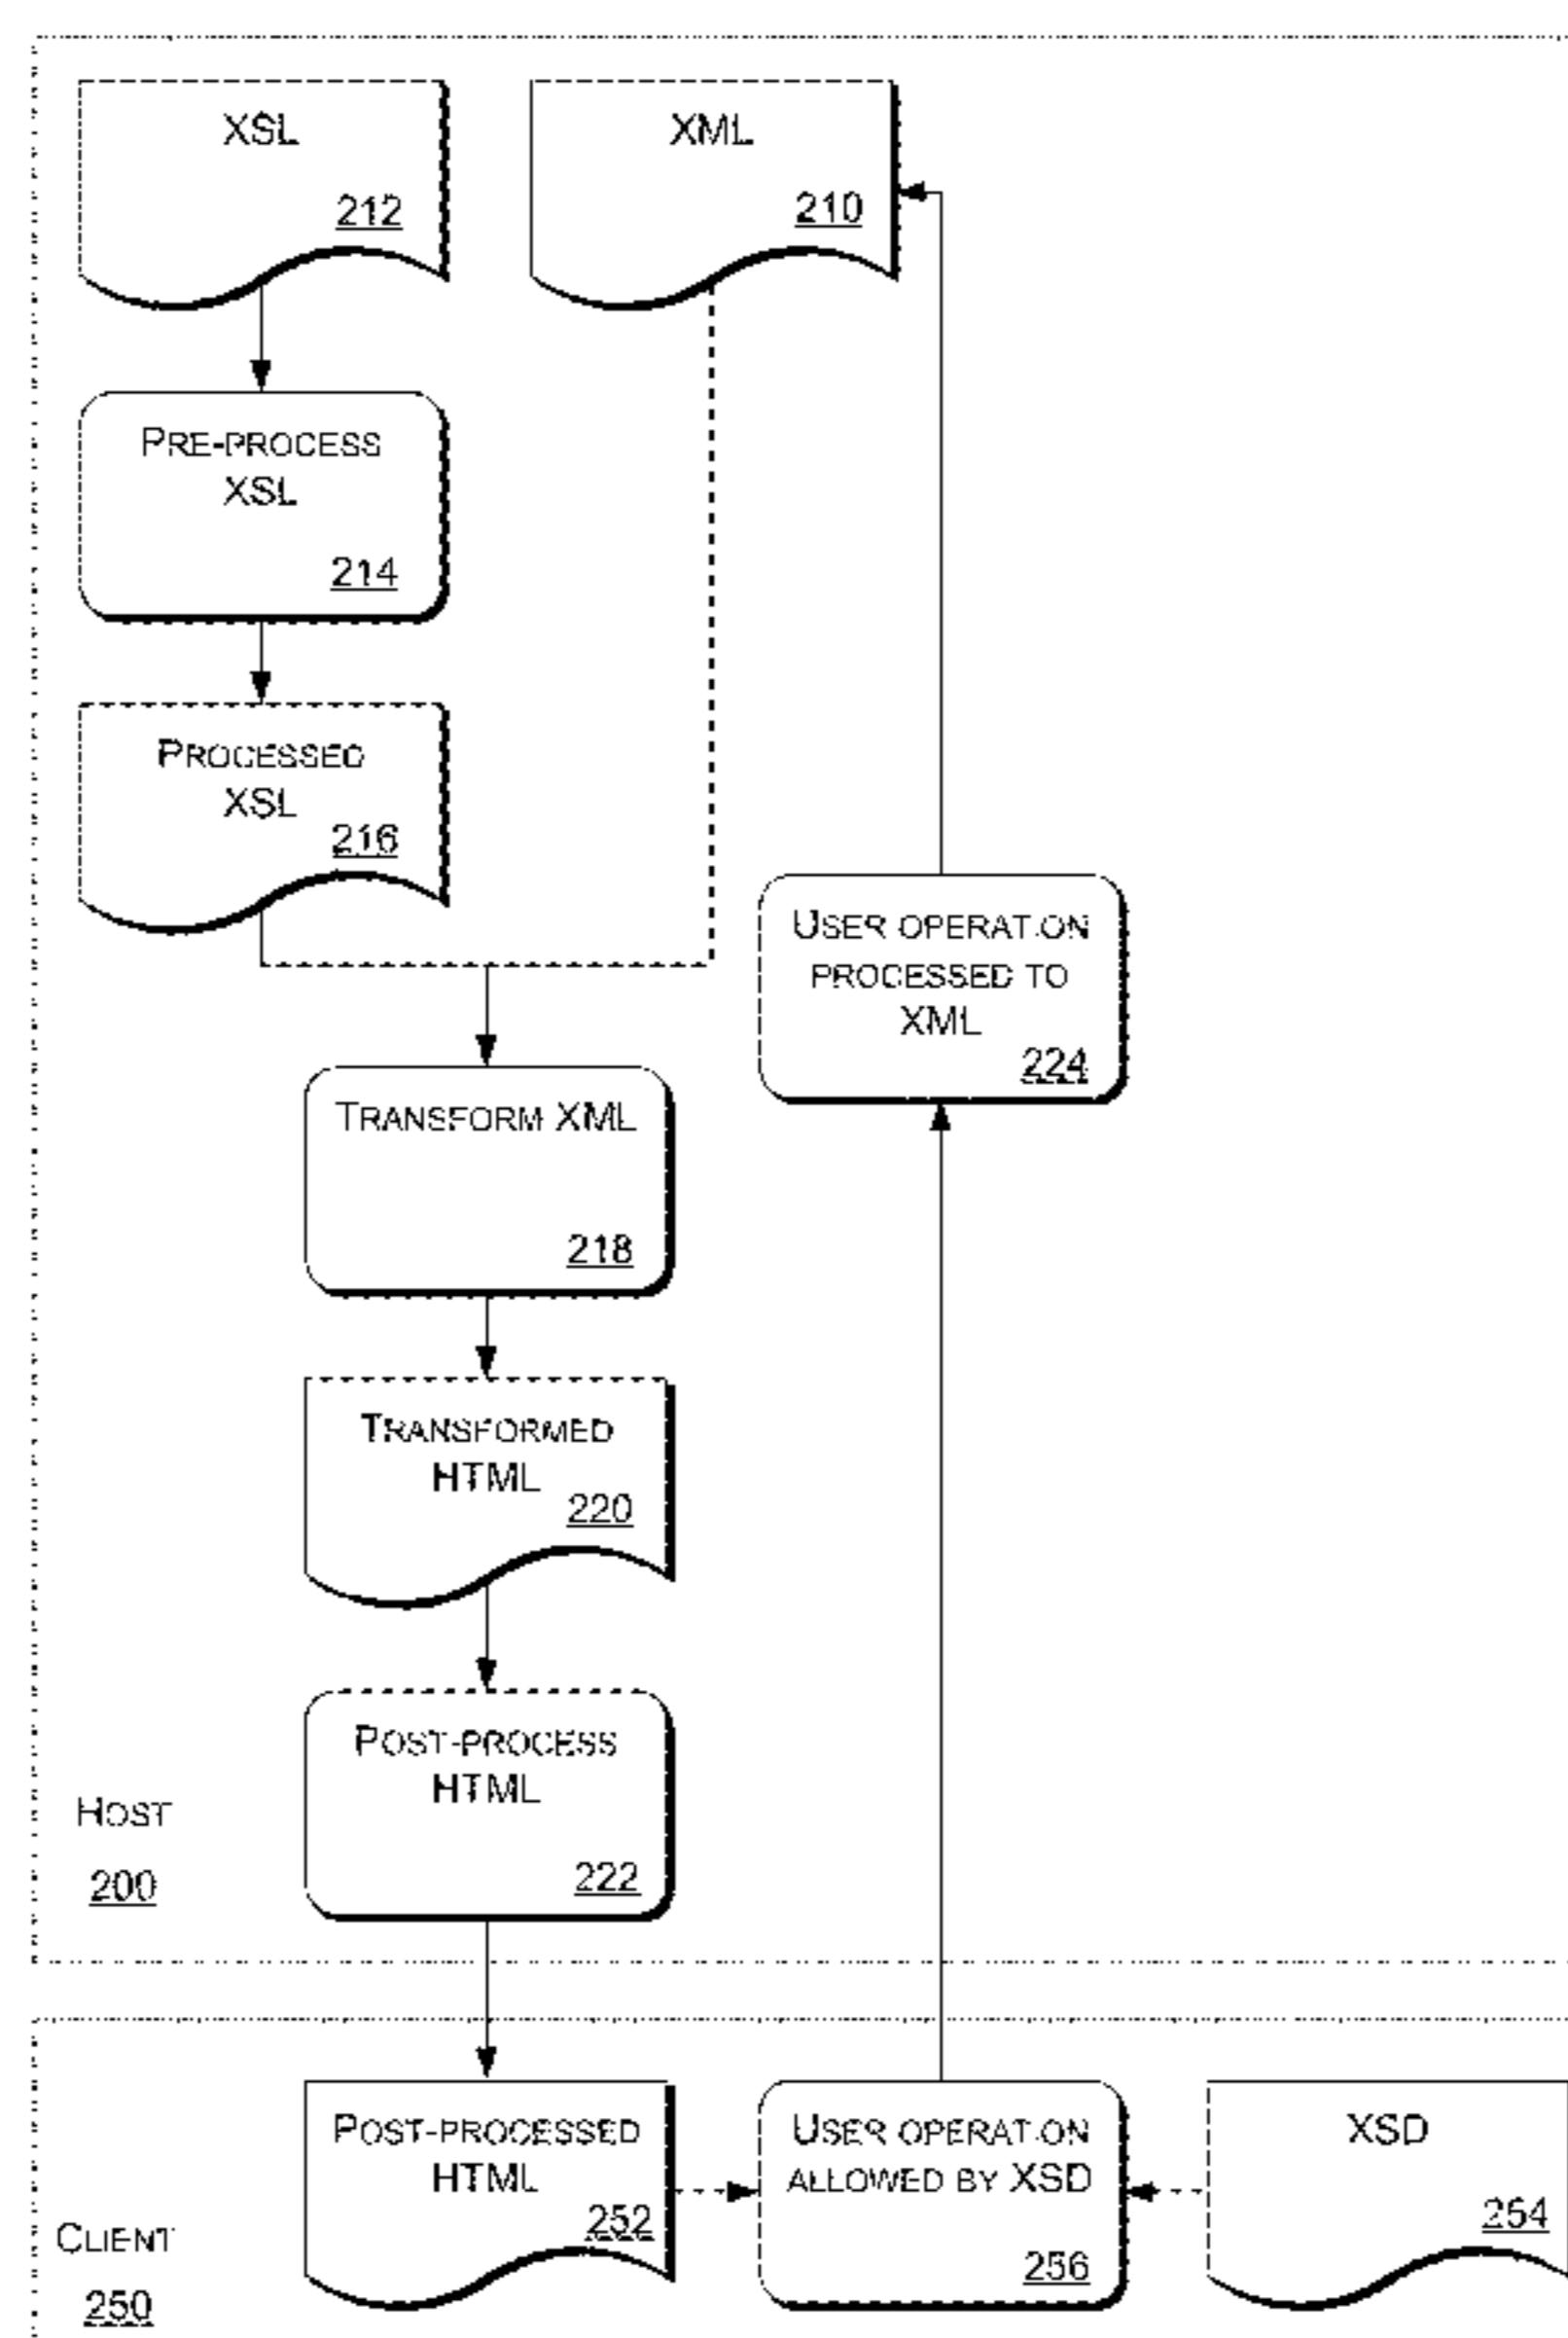 XSL
212
XML
210
PRE-PROCESS
XSL
214
PROCESSED
XSL
216
USER OPERATION
PROCESSED TO
XML
224
TRANSFORM XML
218
TRANSFORMED
HTML
220
POST-PROCESS
HTML
222
HOST
200
POST-PROCESSED
HTML
252
USER OPERATION
ALLOWED BY XSD
256
XSD
254
CLIENT
250